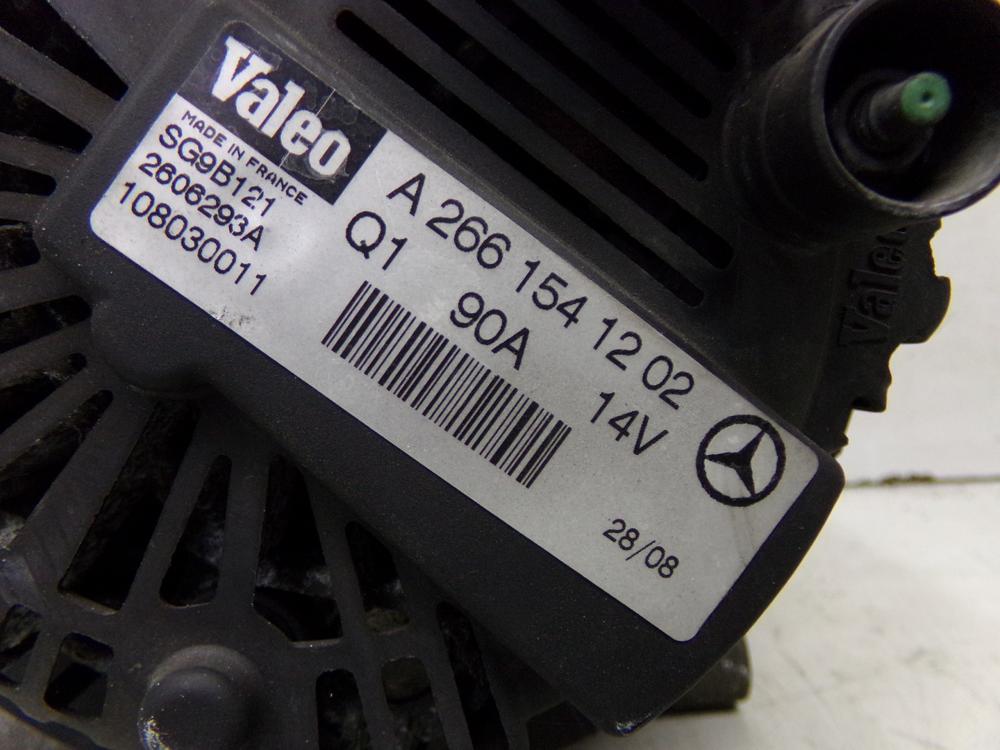 Valeo
MADE IN FRANCE
SG9B121
2606293A
108030011
A 266 154 12 02
Q1
90A
14V
28/08
Valeo